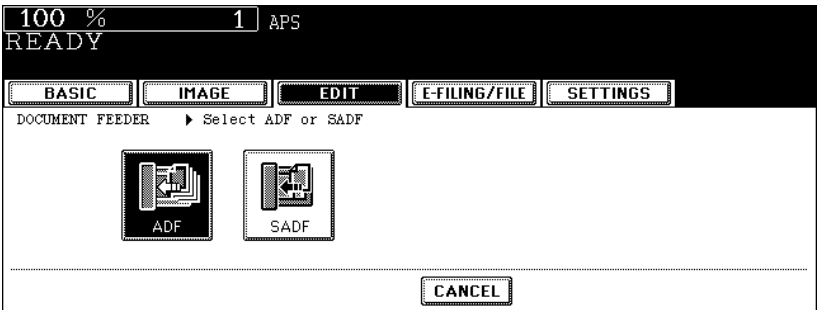 100 % 1 APS
READY
BASIC IMAGE EDIT E-FILING/FILE SETTINGS
DOCUMENT FEEDER Select ADF or SADF
ADF SADF
CANCEL